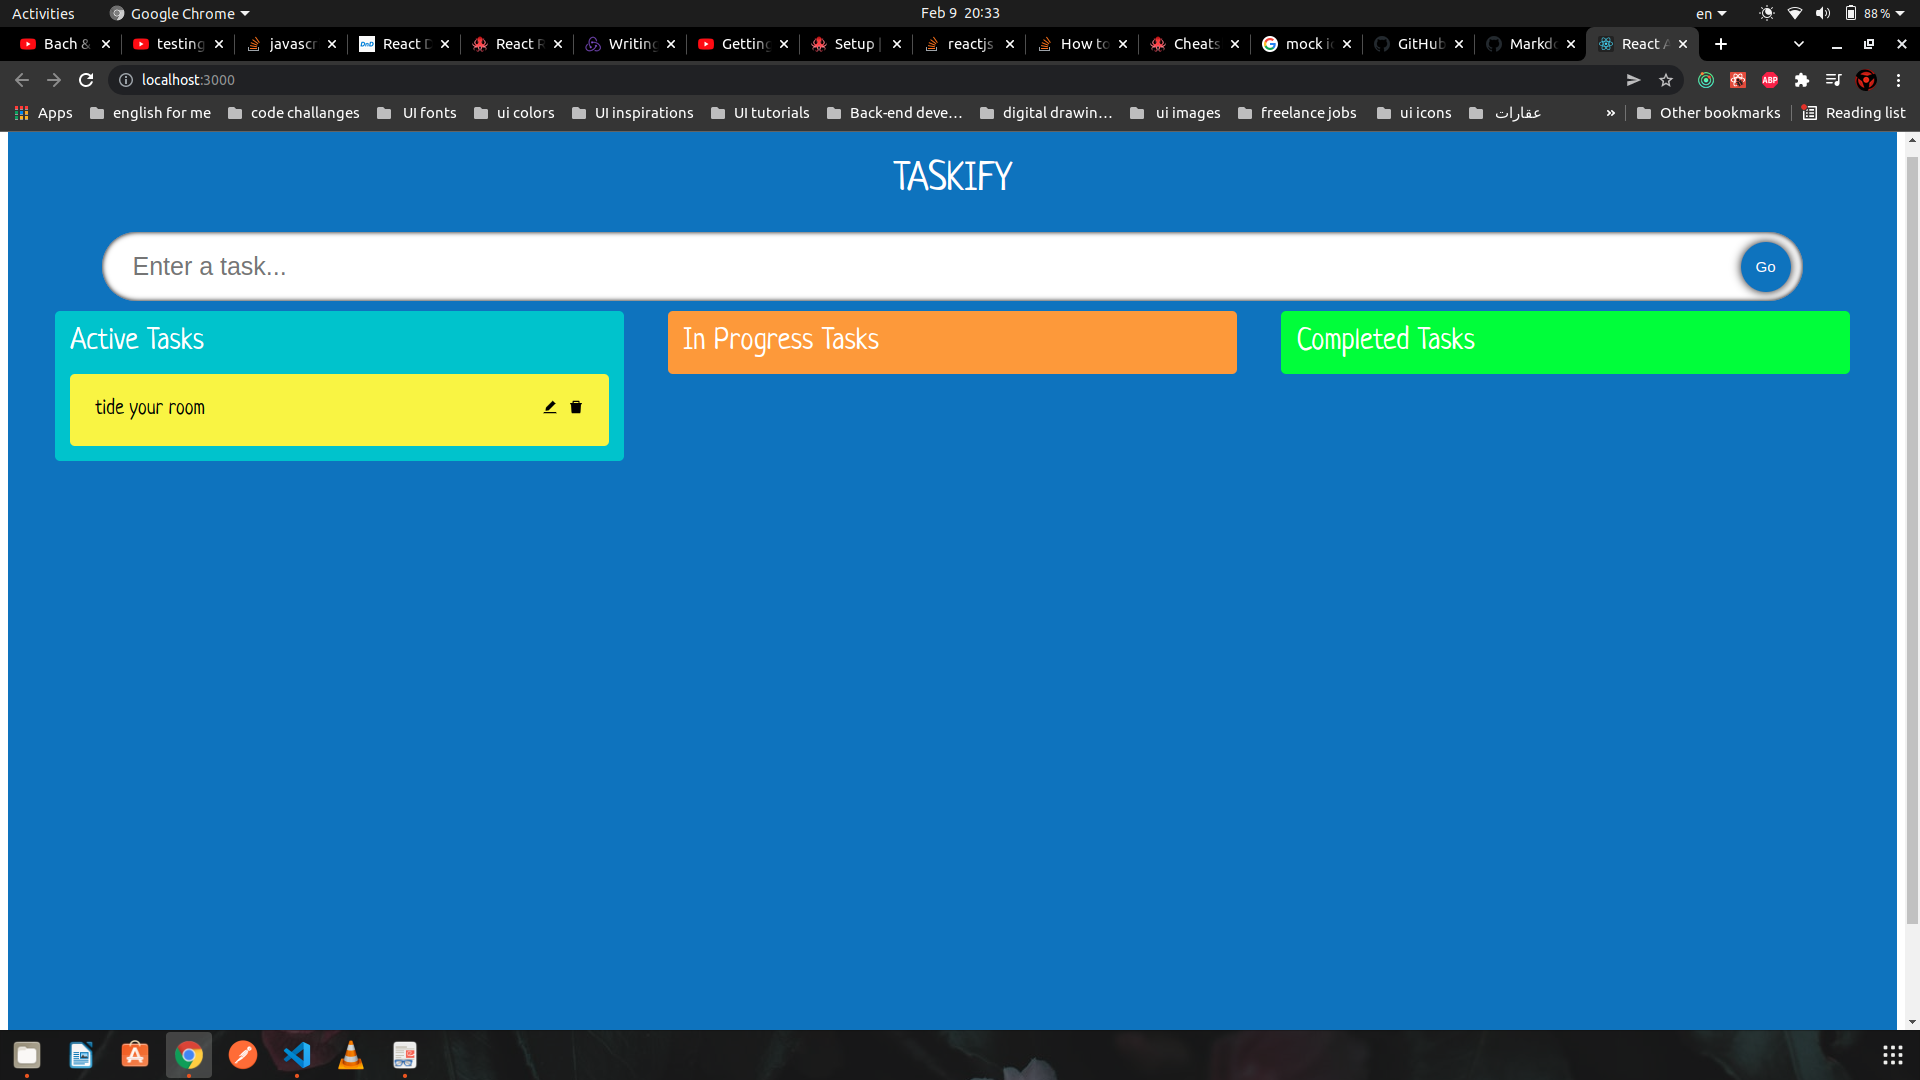 Activities Google Chrome Feb 9 20:33 en 88 %
Bach & testing javascr React D React R Writing Getting Setup | reactjs How to Cheats mock ic GitHub Markdo React A
localhost:3000
Apps english for me code challanges UI fonts ui colors UI inspirations UI tutorials Back-end deve… digital drawin… ui images freelance jobs ui icons عقارات » Other bookmarks Reading list
TASKIFY
Enter a task... Go
Active Tasks In Progress Tasks Completed Tasks
tide your room